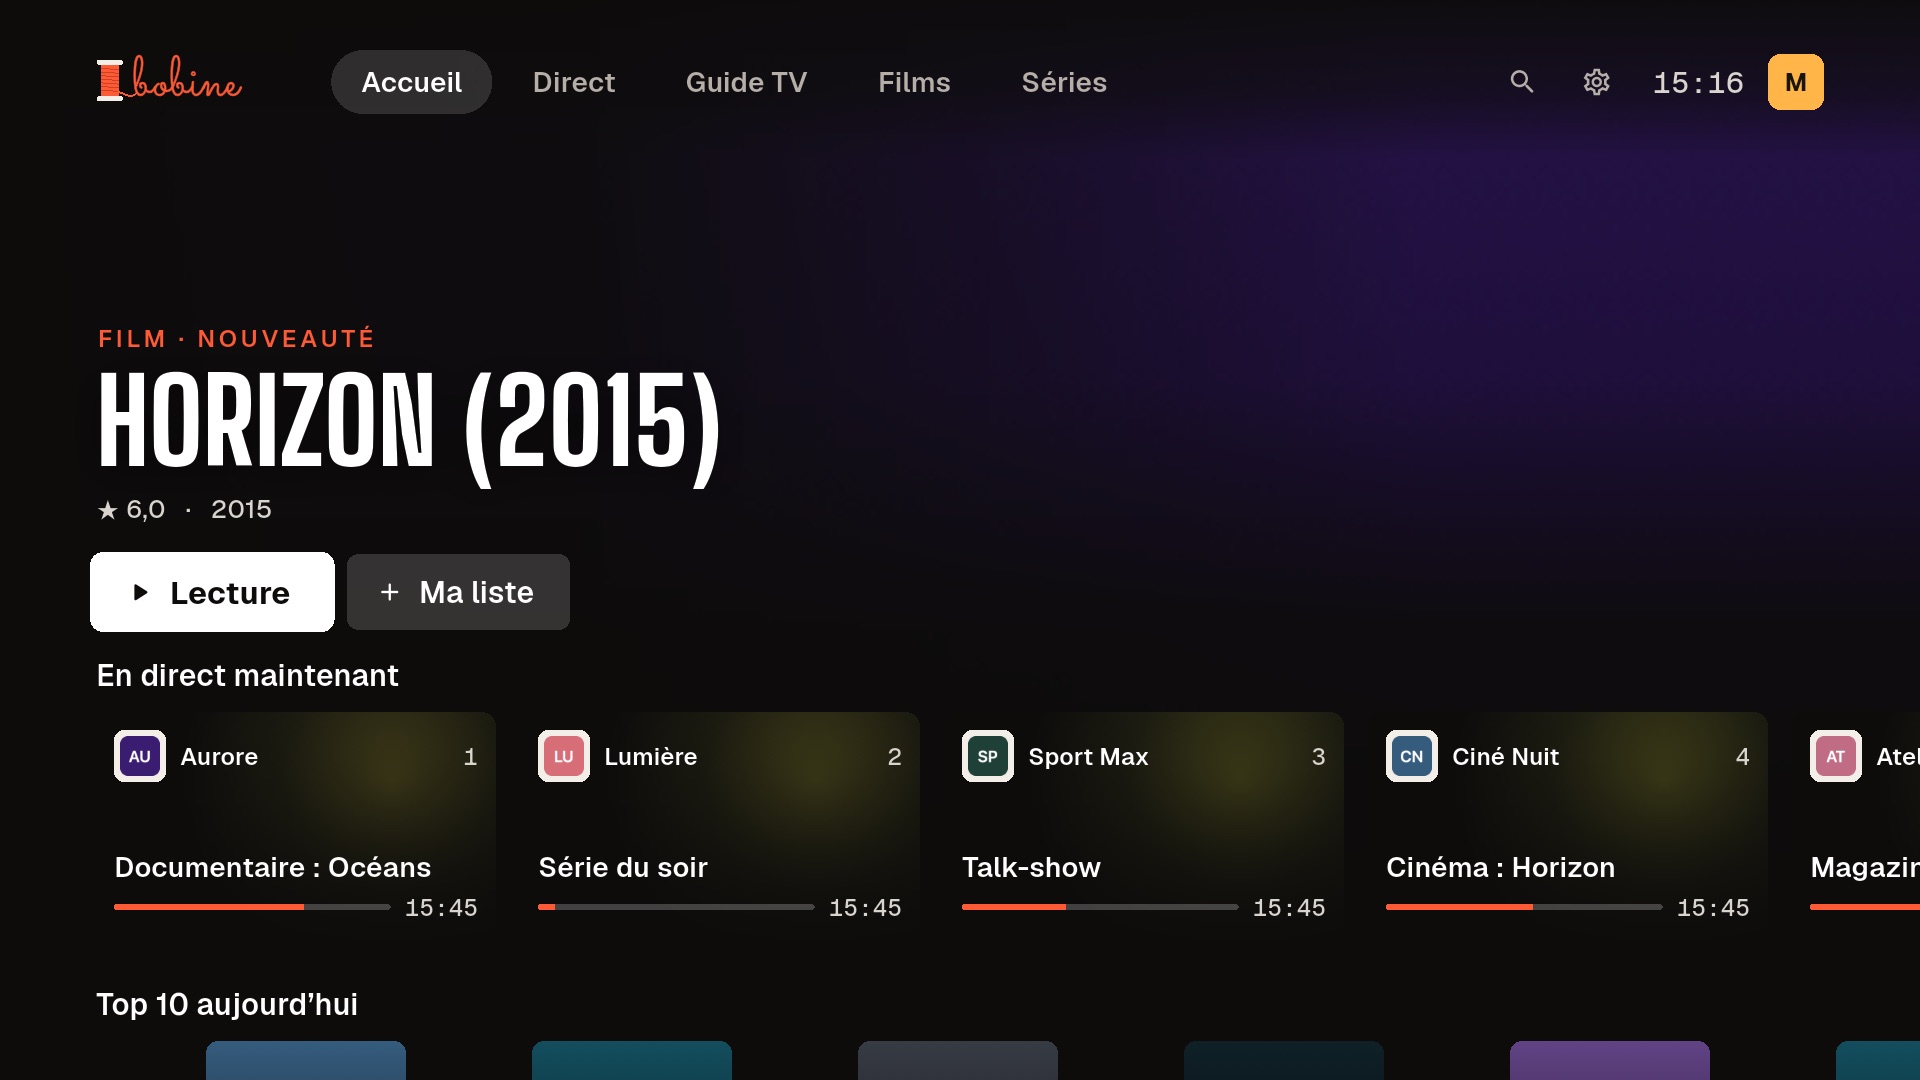 bobine
Accueil
Direct
Guide TV
Films
Séries
15:16
M
FILM · NOUVEAUTÉ
HORIZON (2015)
★ 6,0 · 2015
Lecture
+ Ma liste
En direct maintenant
AU Aurore 1
Documentaire : Océans
15:45
LU Lumière 2
Série du soir
15:45
SP Sport Max 3
Talk-show
15:45
CN Ciné Nuit 4
Cinéma : Horizon
15:45
AT
Top 10 aujourd’hui